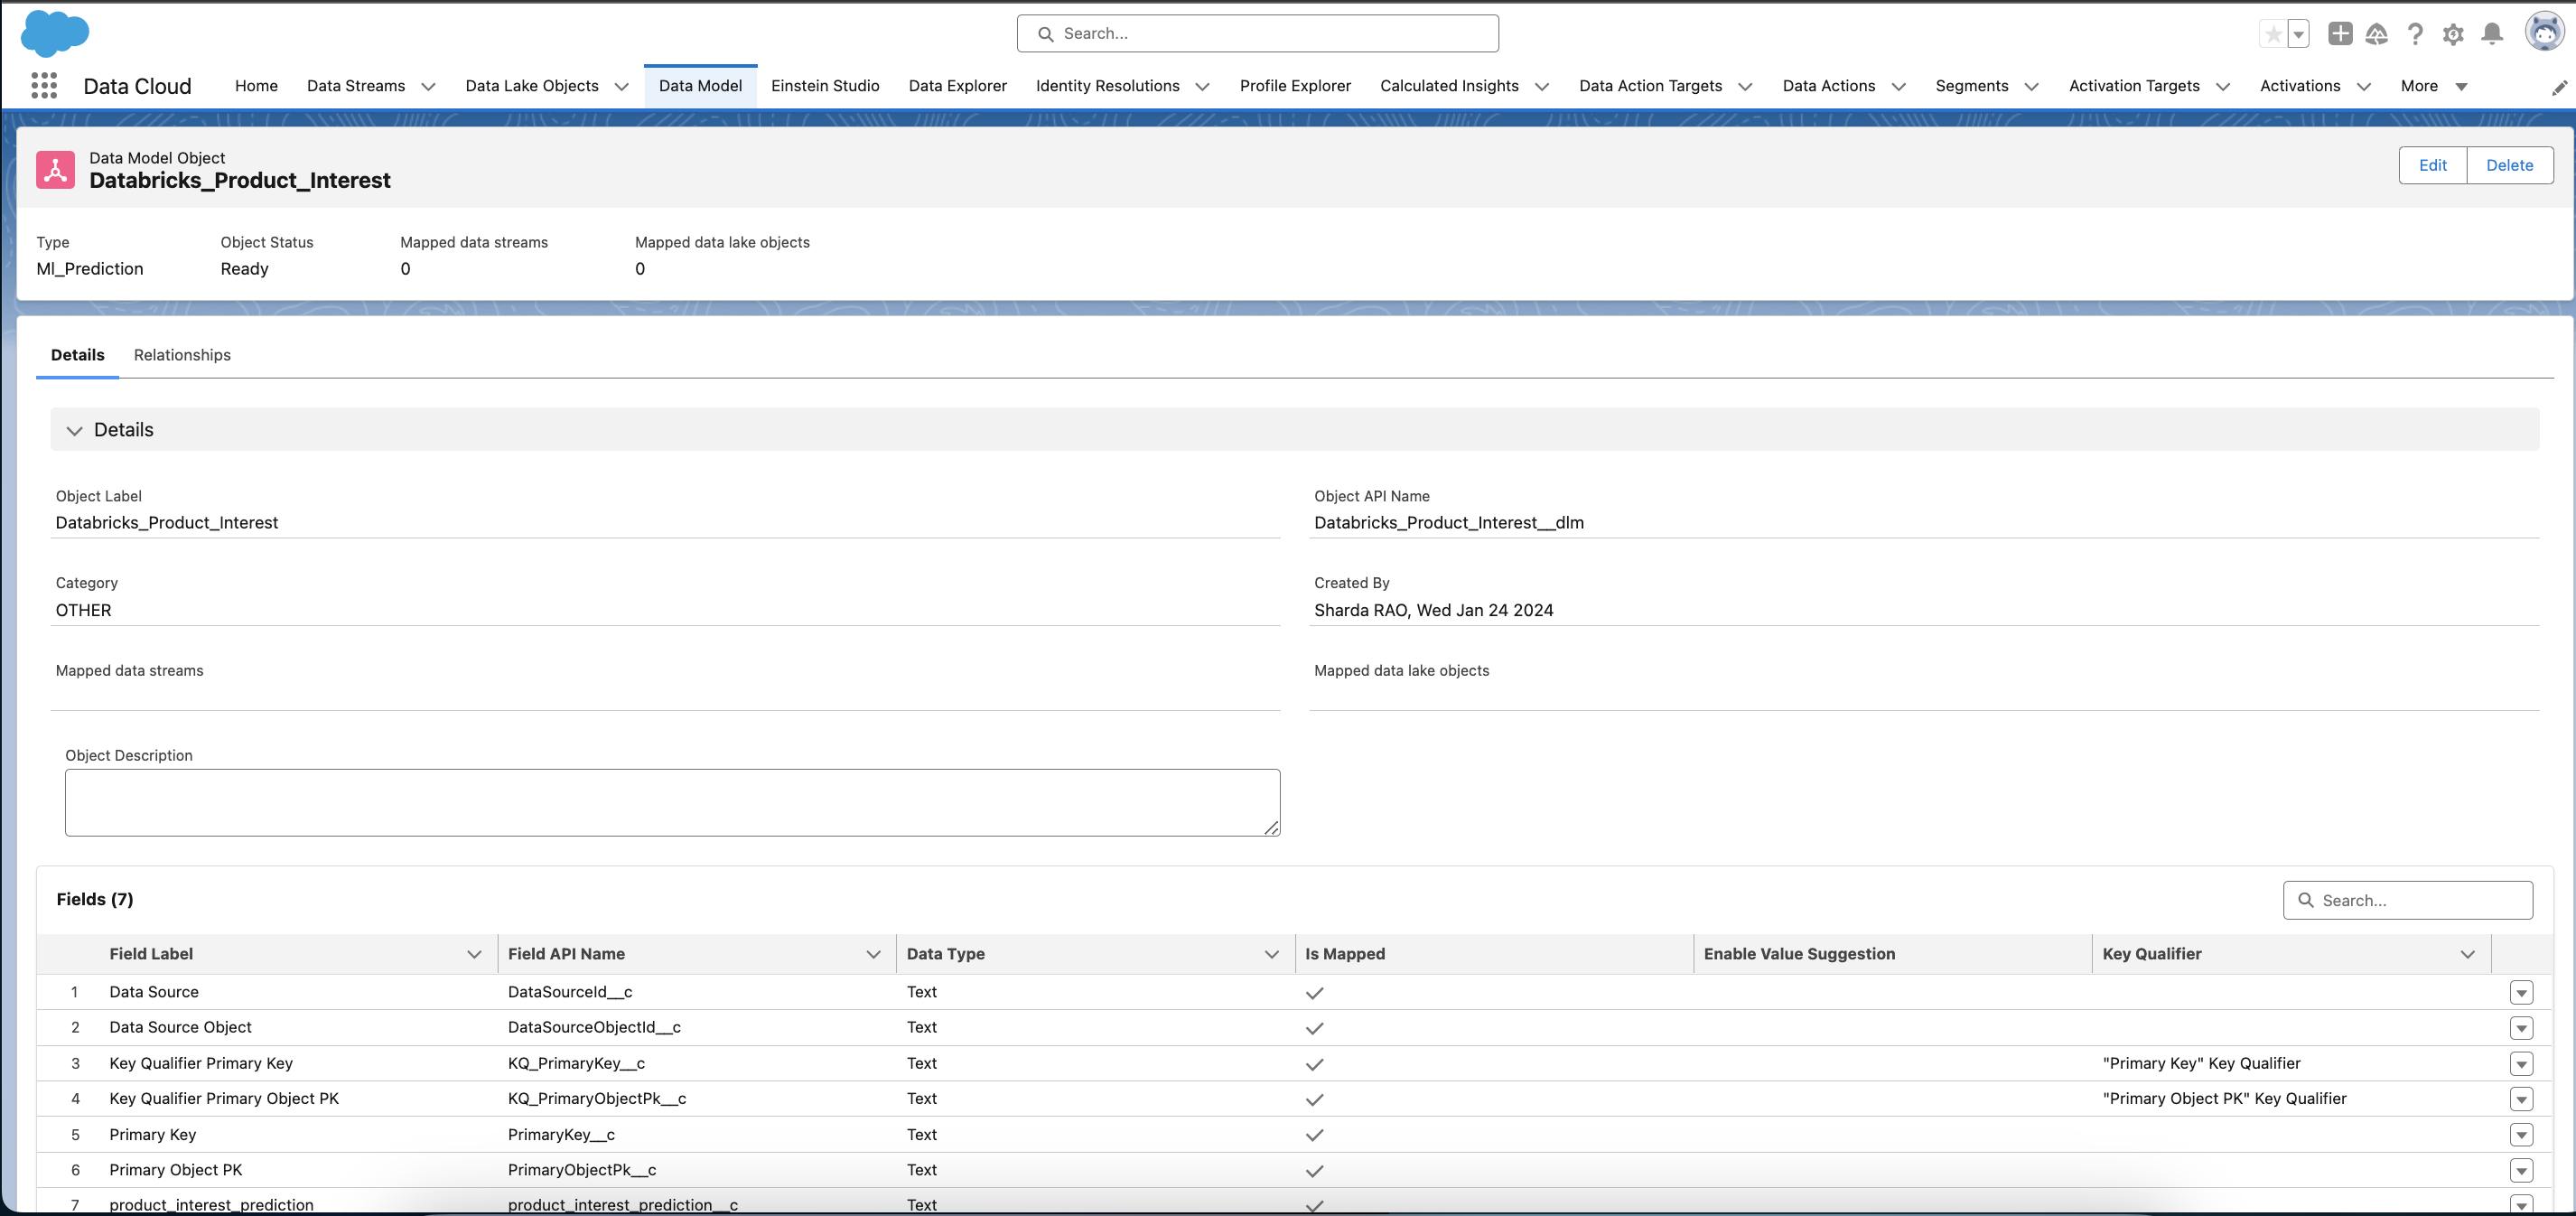 Search...
Data Cloud Home Data Streams Data Lake Objects Data Model Einstein Studio Data Explorer Identity Resolutions Profile Explorer Calculated Insights Data Action Targets Data Actions Segments Activation Targets Activations More
Data Model Object
Databricks_Product_Interest
Edit Delete
Type Object Status Mapped data streams Mapped data lake objects
Ml_Prediction Ready 0 0
Details Relationships
Details
Object Label Object API Name
Databricks_Product_Interest Databricks_Product_Interest__dlm
Category Created By
OTHER Sharda RAO, Wed Jan 24 2024
Mapped data streams Mapped data lake objects
Object Description
Fields (7) Search...
Field Label Field API Name Data Type Is Mapped Enable Value Suggestion Key Qualifier
1 Data Source DataSourceId__c Text
2 Data Source Object DataSourceObjectId__c Text
3 Key Qualifier Primary Key KQ_PrimaryKey__c Text "Primary Key" Key Qualifier
4 Key Qualifier Primary Object PK KQ_PrimaryObjectPk__c Text "Primary Object PK" Key Qualifier
5 Primary Key PrimaryKey__c Text
6 Primary Object PK PrimaryObjectPk__c Text
7 product_interest_prediction product_interest_prediction__c Text